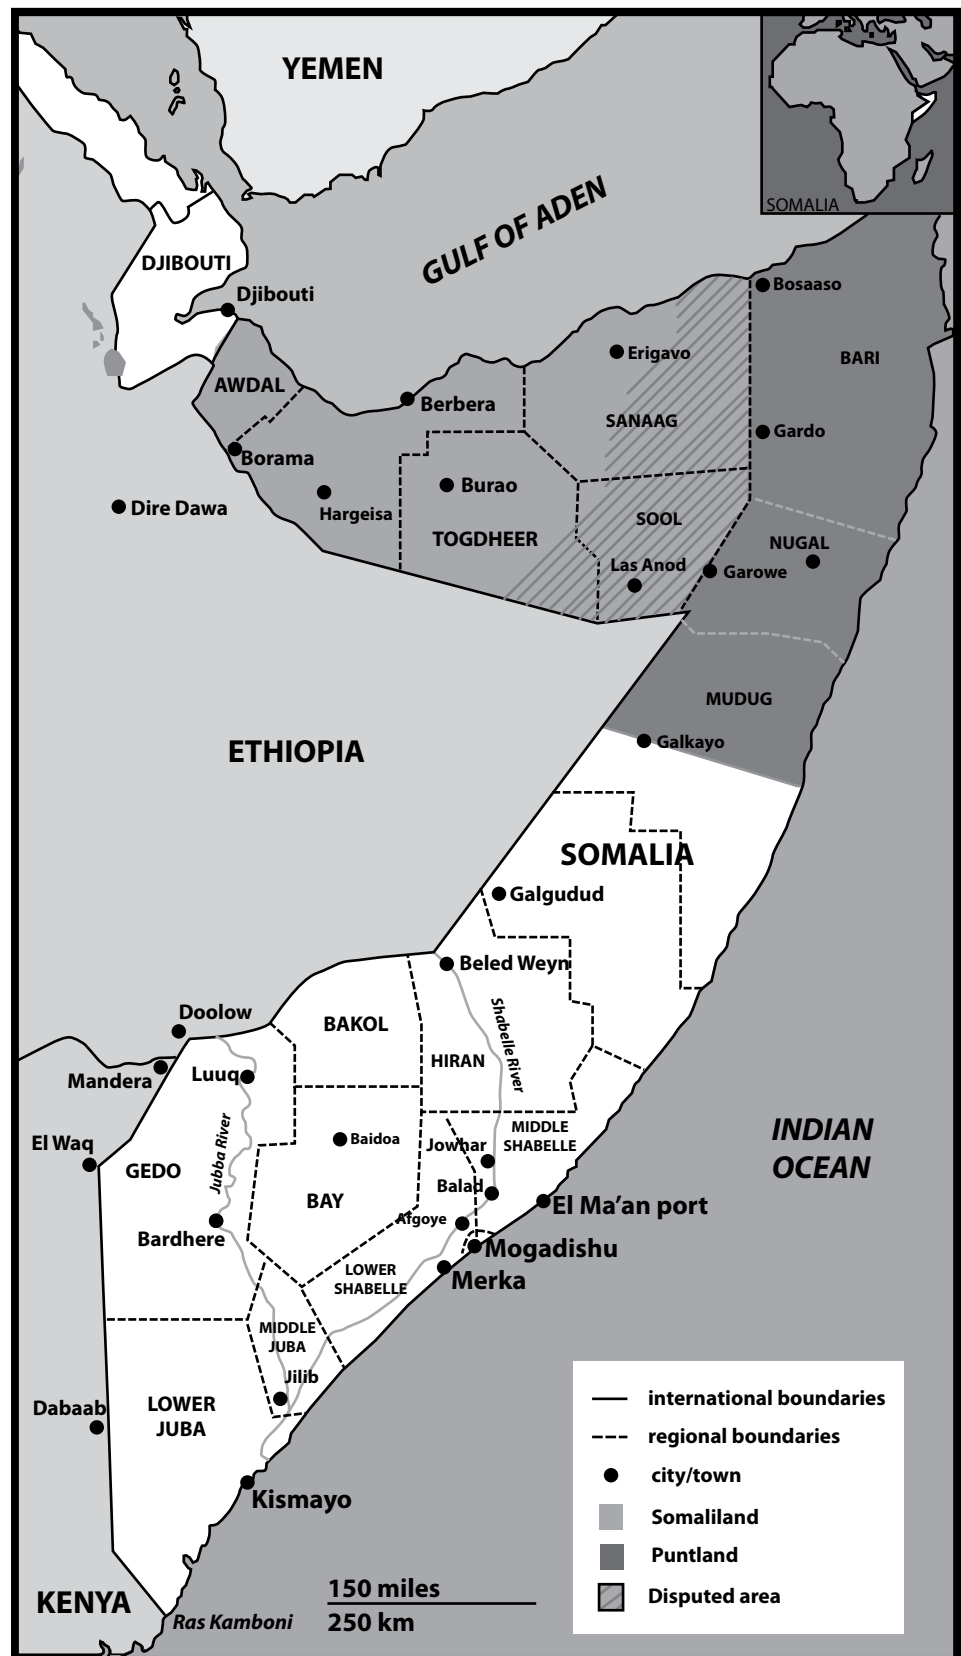 YEMEN
SOMALIA
GULF OF ADEN
DJIBOUTI
Djibouti
Bosaaso
Erigavo
BARI
AWDAL
Berbera
SANAAG
Gardo
Borama
Burao
Dire Dawa
Hargeisa
SOOL
TOGDHEER
NUGAL
Las Anod
Garowe
MUDUG
Galkayo
ETHIOPIA
SOMALIA
Galgudud
Beled Weyn
Doolow
BAKOL
Shabelle River
HIRAN
Mandera
Luuq
El Waq
Jubba River
Baidoa
Jowhar
MIDDLE
SHABELLE
INDIAN
OCEAN
GEDO
BAY
Balad
El Ma'an port
Afgoye
Bardhere
Mogadishu
LOWER
SHABELLE
Merka
MIDDLE
JUBA
Jilib
Dabaab
LOWER
JUBA
Kismayo
international boundaries
regional boundaries
city/town
Somaliland
Puntland
Disputed area
150 miles
250 km
KENYA
Ras Kamboni